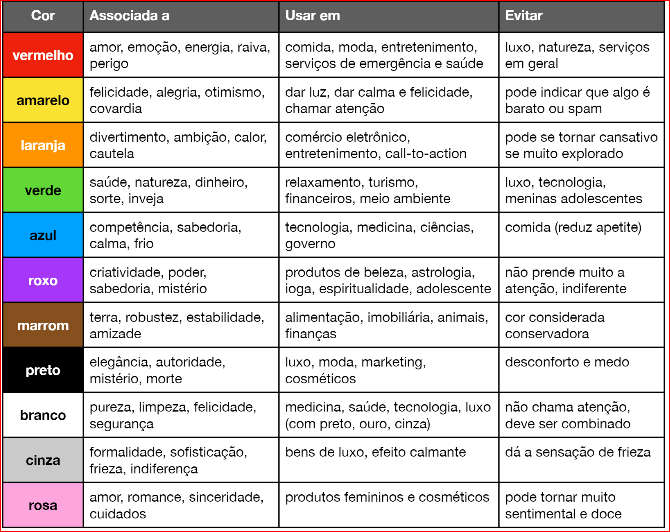 Cor Associada a Usar em Evitar
vermelho amor, emoção, energia, raiva, perigo comida, moda, entretenimento, serviços de emergência e saúde luxo, natureza, serviços em geral
amarelo felicidade, alegria, otimismo, covardia dar luz, dar calma e felicidade, chamar atenção pode indicar que algo é barato ou spam
laranja divertimento, ambição, calor, cautela comércio eletrônico, entretenimento, call-to-action pode se tornar cansativo se muito explorado
verde saúde, natureza, dinheiro, sorte, inveja relaxamento, turismo, financeiros, meio ambiente luxo, tecnologia, meninas adolescentes
azul competência, sabedoria, calma, frio tecnologia, medicina, ciências, governo comida (reduz apetite)
roxo criatividade, poder, sabedoria, mistério produtos de beleza, astrologia, ioga, espiritualidade, adolescente não prende muito a atenção, indiferente
marrom terra, robustez, estabilidade, amizade alimentação, imobiliária, animais, finanças cor considerada conservadora
preto elegância, autoridade, mistério, morte luxo, moda, marketing, cosméticos desconforto e medo
branco pureza, limpeza, felicidade, segurança medicina, saúde, tecnologia, luxo (com preto, ouro, cinza) não chama atenção, deve ser combinado
cinza formalidade, sofisticação, frieza, indiferença bens de luxo, efeito calmante dá a sensação de frieza
rosa amor, romance, sinceridade, cuidados produtos femininos e cosméticos pode tornar muito sentimental e doce